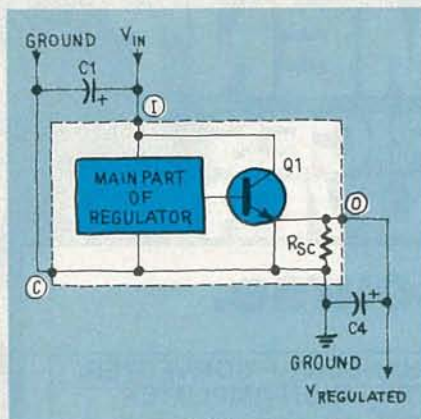 GROUND
VIN
C1
+
I
MAIN PART
OF
REGULATOR
Q1
O
RSC
C
+
C4
GROUND
VREGULATED